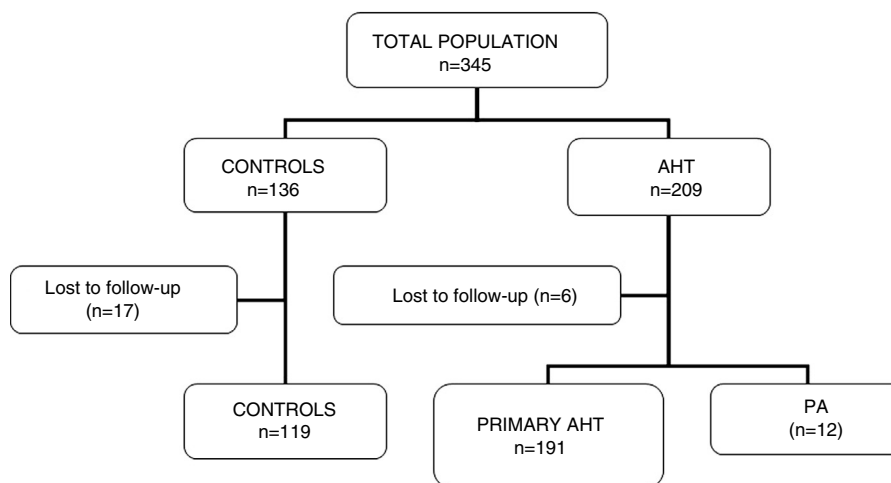 TOTAL POPULATION
n=345
CONTROLS
n=136
AHT
n=209
Lost to follow-up
(n=17)
Lost to follow-up (n=6)
CONTROLS
n=119
PRIMARY AHT
n=191
PA
(n=12)